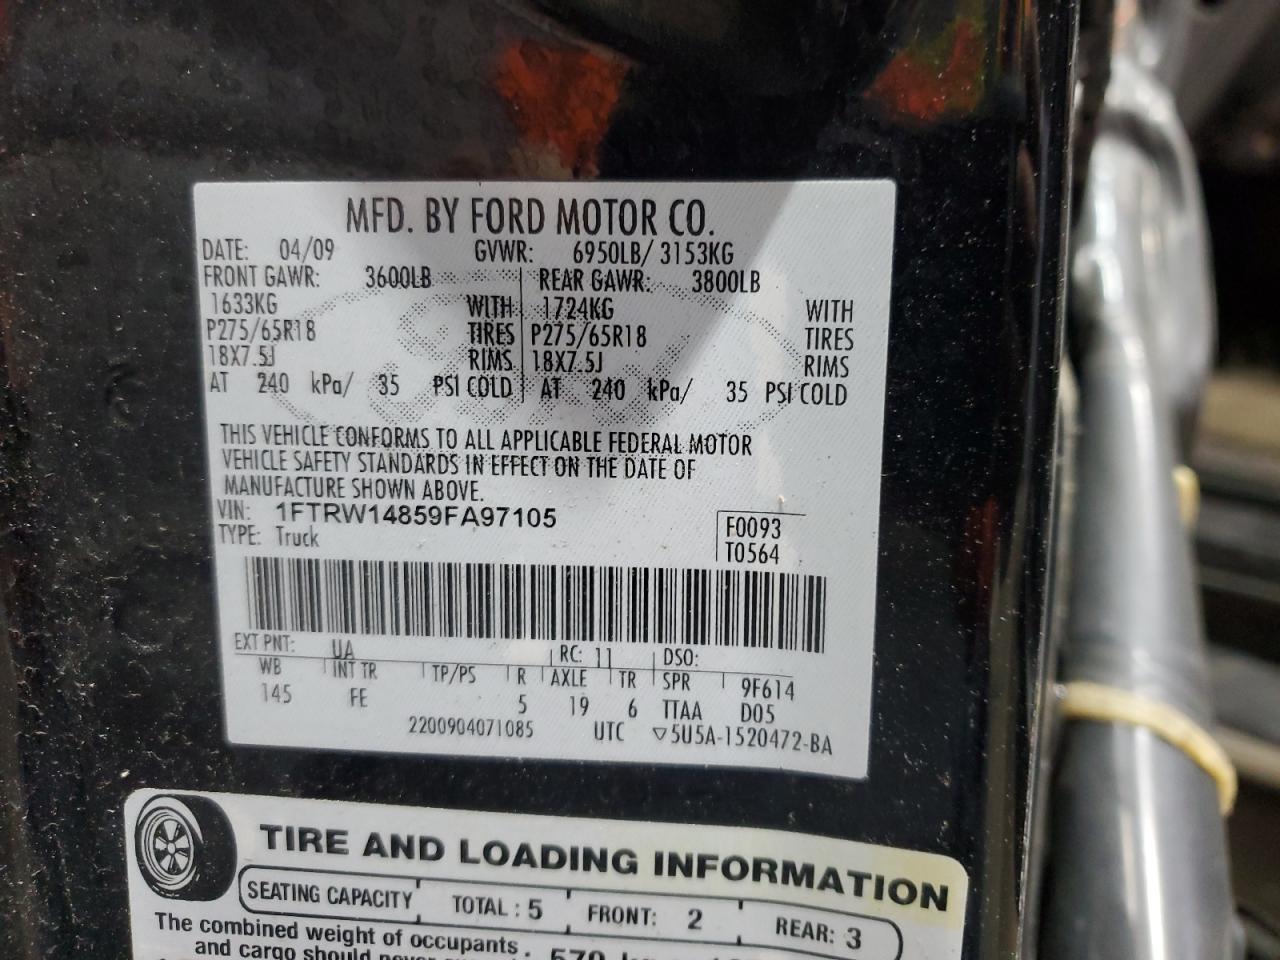 MFD. BY FORD MOTOR CO.
DATE: 04/09 GVWR: 6950LB/ 3153KG
FRONT GAWR: 3600LB REAR GAWR: 3800LB
1633KG WITH 1724KG WITH
P275/65R18 TIRES P275/65R18 TIRES
18X7.5J RIMS 18X7.5J RIMS
AT 240 kPa/ 35 PSI COLD AT 240 kPa/ 35 PSI COLD
THIS VEHICLE CONFORMS TO ALL APPLICABLE FEDERAL MOTOR
VEHICLE SAFETY STANDARDS IN EFFECT ON THE DATE OF
MANUFACTURE SHOWN ABOVE.
VIN: 1FTRW14859FA97105 F0093
TYPE: Truck T0564
EXT PNT: UA RC: 11 DSO:
WB INT TR TP/PS R AXLE TR SPR 9F614
145 FE 5 19 6 TTAA D05
2200904071085 UTC ▽5U5A-1520472-BA
TIRE AND LOADING INFORMATION
SEATING CAPACITY TOTAL : 5 FRONT: 2 REAR: 3
The combined weight of occupants
and cargo should never